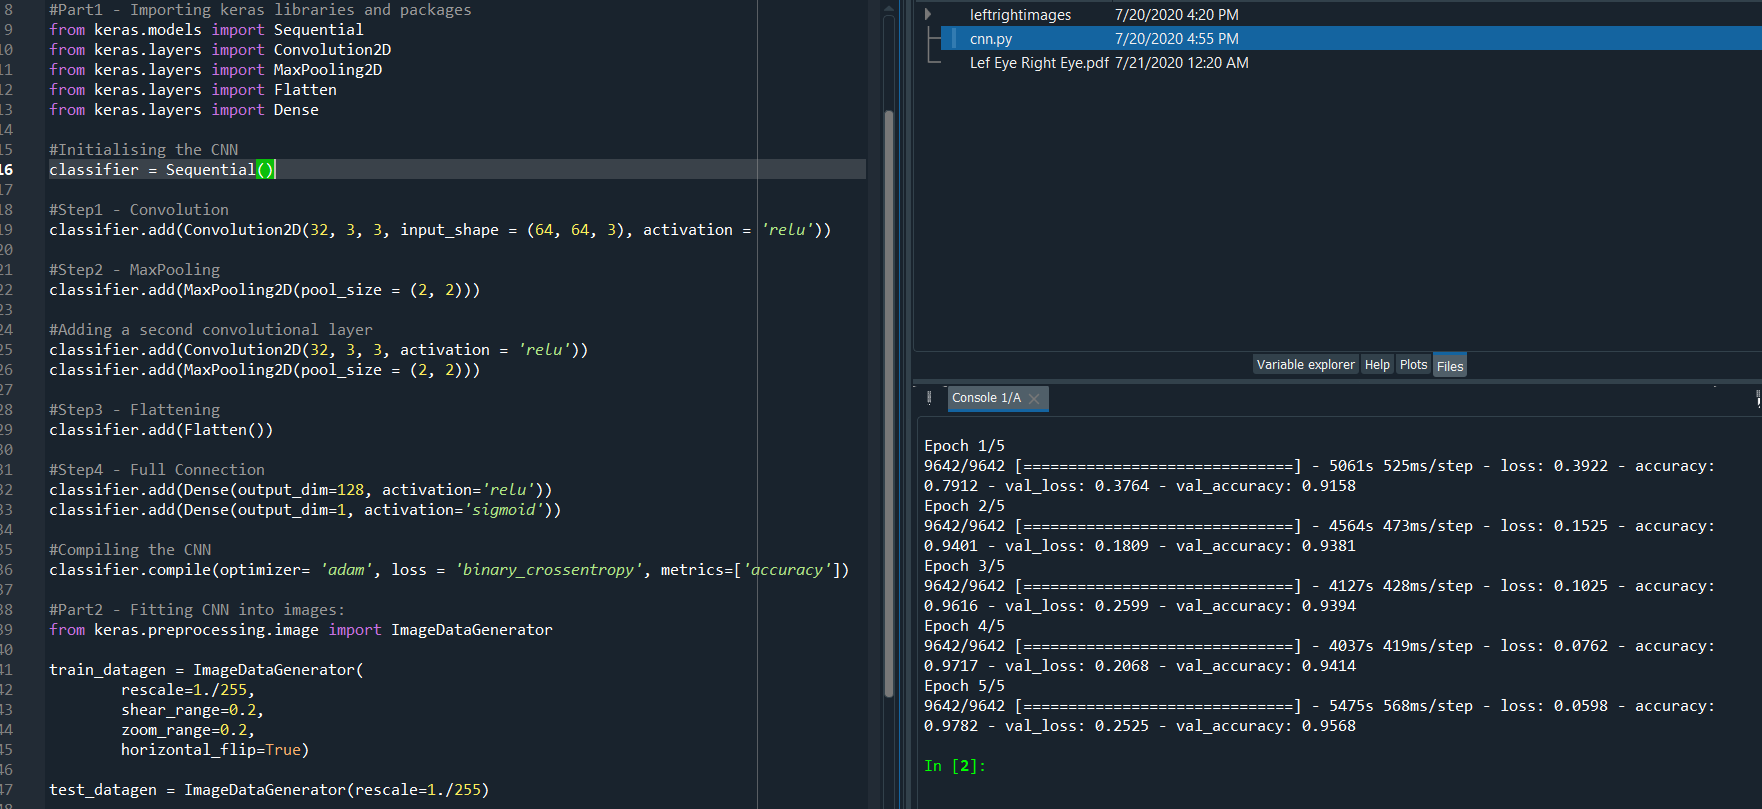 8 #Part1 - Importing keras libraries and packages
9 from keras.models import Sequential
10 from keras.layers import Convolution2D
11 from keras.layers import MaxPooling2D
12 from keras.layers import Flatten
13 from keras.layers import Dense
14
15 #Initialising the CNN
16 classifier = Sequential()
17
18 #Step1 - Convolution
19 classifier.add(Convolution2D(32, 3, 3, input_shape = (64, 64, 3), activation = 'relu'))
20
21 #Step2 - MaxPooling
22 classifier.add(MaxPooling2D(pool_size = (2, 2)))
23
24 #Adding a second convolutional layer
25 classifier.add(Convolution2D(32, 3, 3, activation = 'relu'))
26 classifier.add(MaxPooling2D(pool_size = (2, 2)))
27
28 #Step3 - Flattening
29 classifier.add(Flatten())
30
31 #Step4 - Full Connection
32 classifier.add(Dense(output_dim=128, activation='relu'))
33 classifier.add(Dense(output_dim=1, activation='sigmoid'))
34
35 #Compiling the CNN
36 classifier.compile(optimizer= 'adam', loss = 'binary_crossentropy', metrics=['accuracy'])
37
38 #Part2 - Fitting CNN into images:
39 from keras.preprocessing.image import ImageDataGenerator
40
41 train_datagen = ImageDataGenerator(
42 rescale=1./255,
43 shear_range=0.2,
44 zoom_range=0.2,
45 horizontal_flip=True)
46
47 test_datagen = ImageDataGenerator(rescale=1./255)
48
leftrightimages 7/20/2020 4:20 PM
cnn.py 7/20/2020 4:55 PM
Lef Eye Right Eye.pdf 7/21/2020 12:20 AM
Variable explorer Help Plots Files
Console 1/A
Epoch 1/5
9642/9642 [==============================] - 5061s 525ms/step - loss: 0.3922 - accuracy:
0.7912 - val_loss: 0.3764 - val_accuracy: 0.9158
Epoch 2/5
9642/9642 [==============================] - 4564s 473ms/step - loss: 0.1525 - accuracy:
0.9401 - val_loss: 0.1809 - val_accuracy: 0.9381
Epoch 3/5
9642/9642 [==============================] - 4127s 428ms/step - loss: 0.1025 - accuracy:
0.9616 - val_loss: 0.2599 - val_accuracy: 0.9394
Epoch 4/5
9642/9642 [==============================] - 4037s 419ms/step - loss: 0.0762 - accuracy:
0.9717 - val_loss: 0.2068 - val_accuracy: 0.9414
Epoch 5/5
9642/9642 [==============================] - 5475s 568ms/step - loss: 0.0598 - accuracy:
0.9782 - val_loss: 0.2525 - val_accuracy: 0.9568
In [2]: